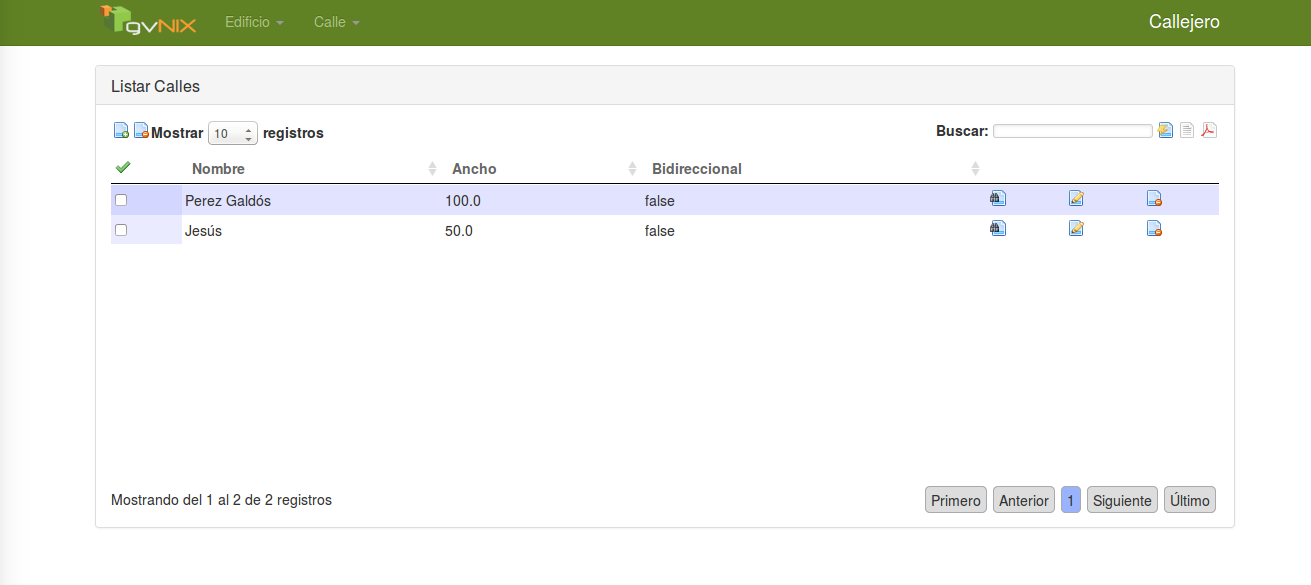 gvNIX Edificio Calle Callejero
Listar Calles
Mostrar 10 registros Buscar:
Nombre Ancho Bidireccional
Perez Galdós 100.0 false
Jesús 50.0 false
Mostrando del 1 al 2 de 2 registros Primero Anterior 1 Siguiente Último